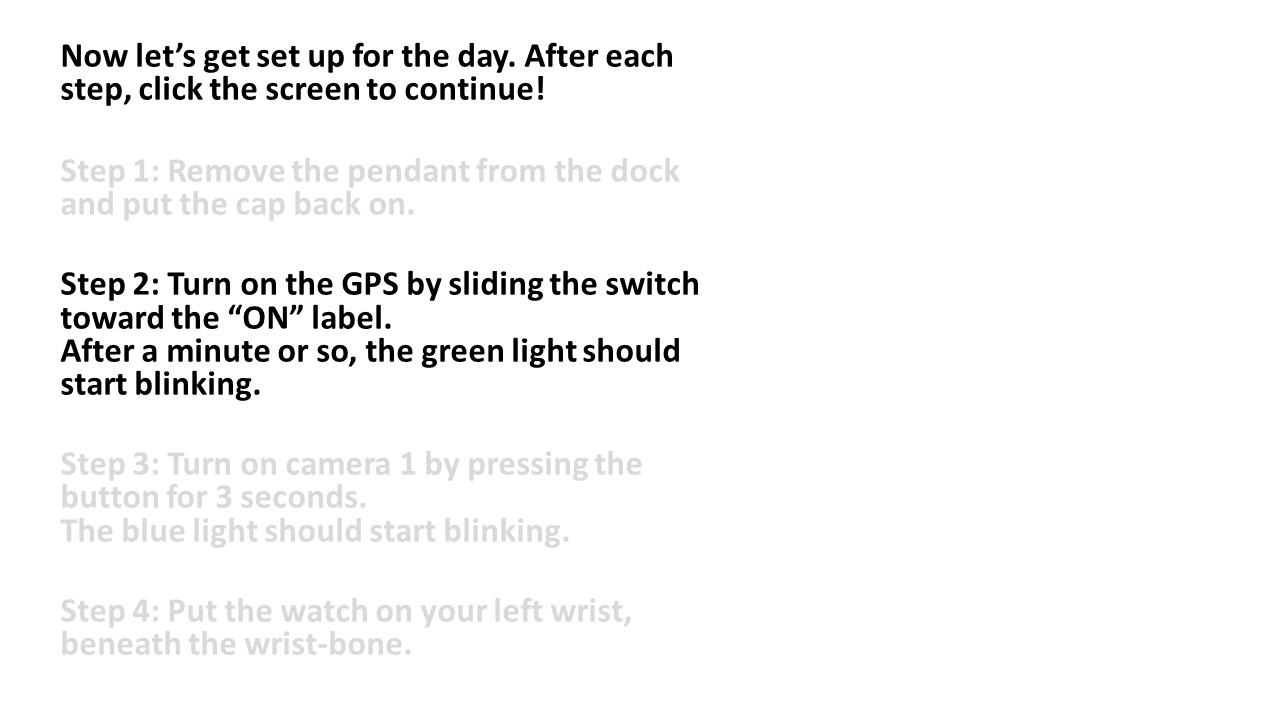 Now let’s get set up for the day. After each
step, click the screen to continue!
Step 1: Remove the pendant from the dock
and put the cap back on.
Step 2: Turn on the GPS by sliding the switch
toward the “ON” label.
After a minute or so, the green light should
start blinking.
Step 3: Turn on camera 1 by pressing the
button for 3 seconds.
The blue light should start blinking.
Step 4: Put the watch on your left wrist,
beneath the wrist-bone.